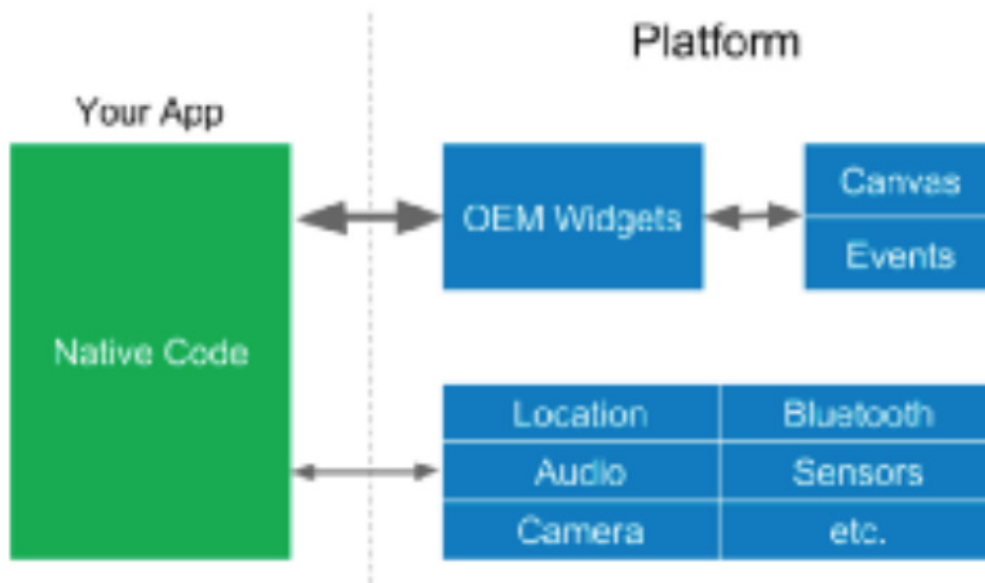 Platform
Your App
Native Code
OEM Widgets
Canvas
Events
Location
Bluetooth
Audio
Sensors
Camera
etc.